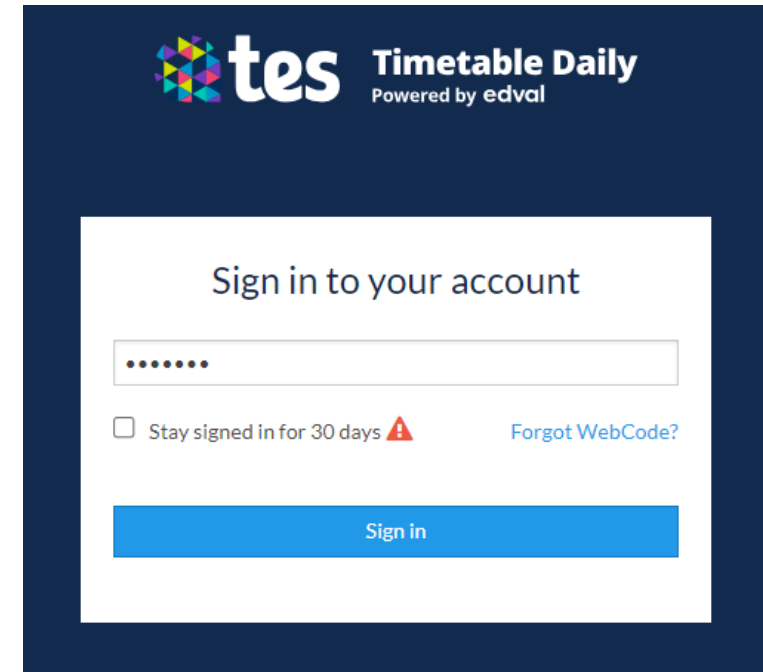 tes Timetable Daily
Powered by edval
Sign in to your account
•••••••
Stay signed in for 30 days Forgot WebCode?
Sign in